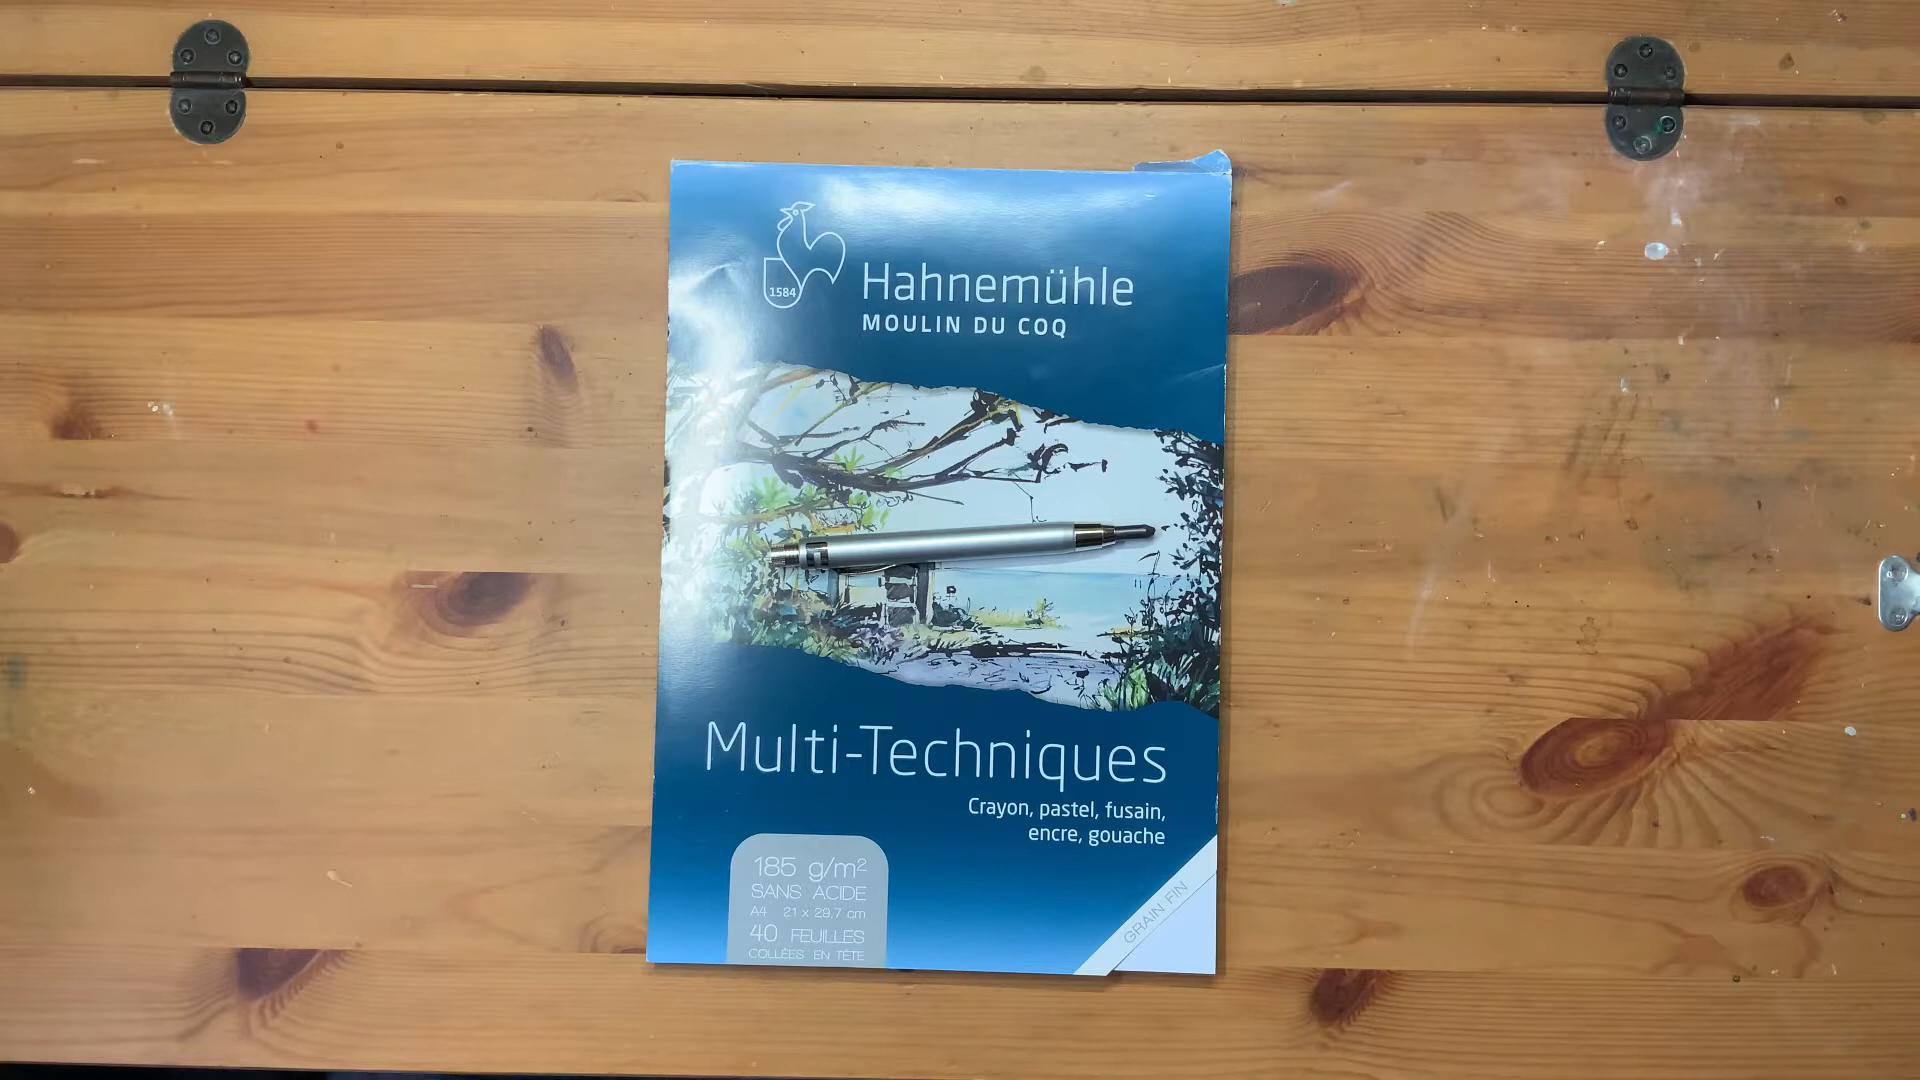 1584
Hahnemühle
MOULIN DU COQ
Multi-Techniques
Crayon, pastel, fusain,
encre, gouache
185 g/m²
SANS ACIDE
A4 21 x 29,7 cm
40 FEUILLES
COLLÉES EN TÊTE
GRAIN FIN